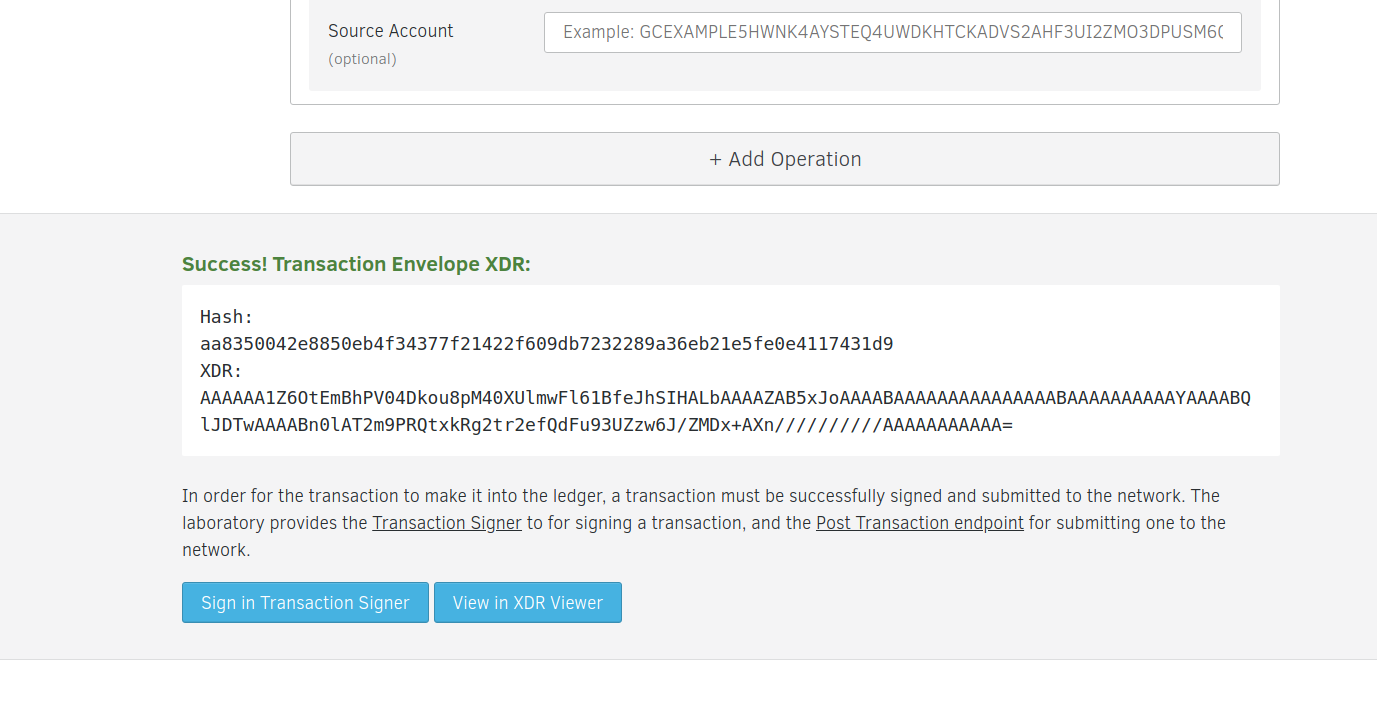 Source Account
Example: GCEXAMPLE5HWNK4AYSTEQ4UWDKHTCKADVS2AHF3UI2ZMO3DPUSM6
(optional)
+ Add Operation
Success! Transaction Envelope XDR:
Hash:
aa8350042e8850eb4f34377f21422f609db7232289a36eb21e5fe0e4117431d9
XDR:
AAAAAA1Z6OtEmBhPV04Dkou8pM40XUlmwFl61BfeJhSIHALbAAAAZAB5xJoAAAABAAAAAAAAAAAAAAABAAAAAAAAAAYAAAABQ
lJDTwAAAABn0lAT2m9PRQtxkRg2tr2efQdFu93UZzw6J/ZMDx+AXn//////////AAAAAAAAAAA=
In order for the transaction to make it into the ledger, a transaction must be successfully signed and submitted to the network. The
laboratory provides the Transaction Signer to for signing a transaction, and the Post Transaction endpoint for submitting one to the
network.
Sign in Transaction Signer
View in XDR Viewer